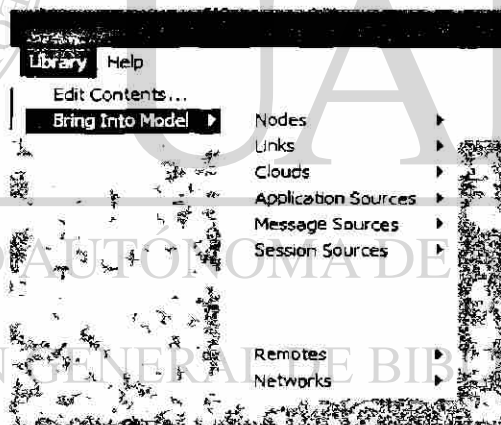 UA
Library Help
Edit Contents...
Bring Into Model
Nodes
Links
Clouds
Application Sources
Message Sources
Session Sources
AUTÓNOMA DE
Remotes
Networks
GENERAL DE BIB